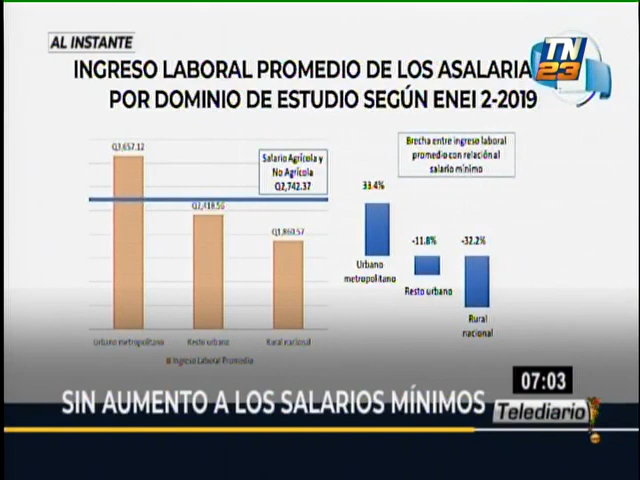 AL INSTANTE
TN
23
INGRESO LABORAL PROMEDIO DE LOS ASALARIA
POR DOMINIO DE ESTUDIO SEGÚN ENEI 2-2019
Q3,657.12
Salario Agrícola y
No Agrícola
Q2,742.37
Q2,418.56
Q1,860.57
Urbano metropolitano
Resto urbano
Rural nacional
Ingreso Laboral Promedio
Brecha entre ingreso laboral
promedio con relación al
salario mínimo
33.4%
-11.8%
-32.2%
Urbano
metropolitano
Resto urbano
Rural
nacional
07:03
SIN AUMENTO A LOS SALARIOS MÍNIMOS
Telediario